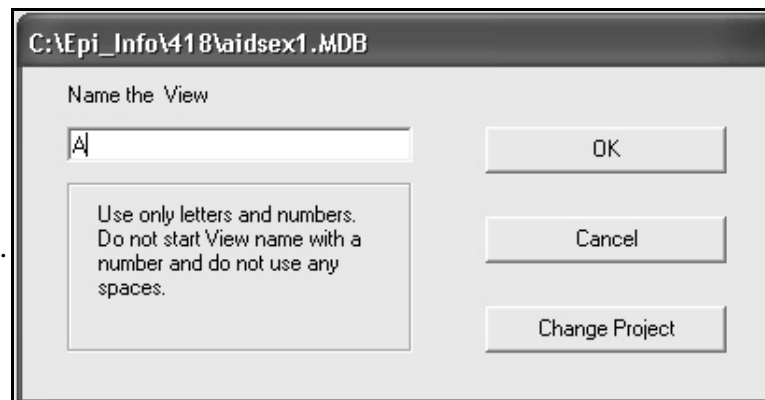 C:\Epi_Info\418\aidsex1.MDB
Name the View
A
OK
Use only letters and numbers.
Do not start View name with a
number and do not use any
spaces.
Cancel
Change Project
.